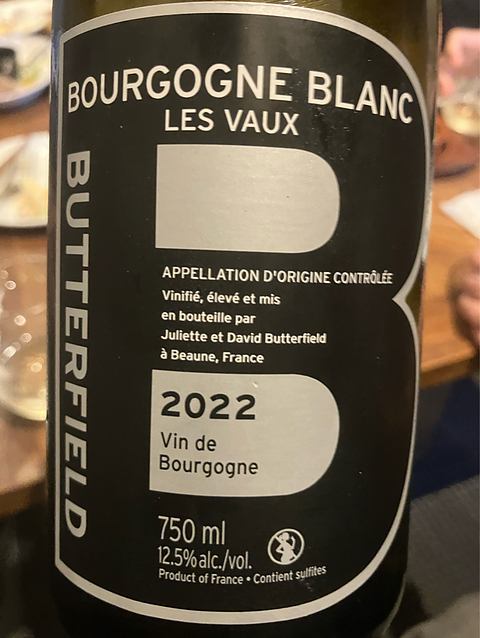 BOURGOGNE BLANC
LES VAUX
BUTTERFIELD
APPELLATION D'ORIGINE CONTRÔLÉE
Vinifié, élevé et mis
en bouteille par
Juliette et David Butterfield
à Beaune, France
2022
Vin de
Bourgogne
750 ml
12.5%alc./vol.
Product of France • Contient sulfites